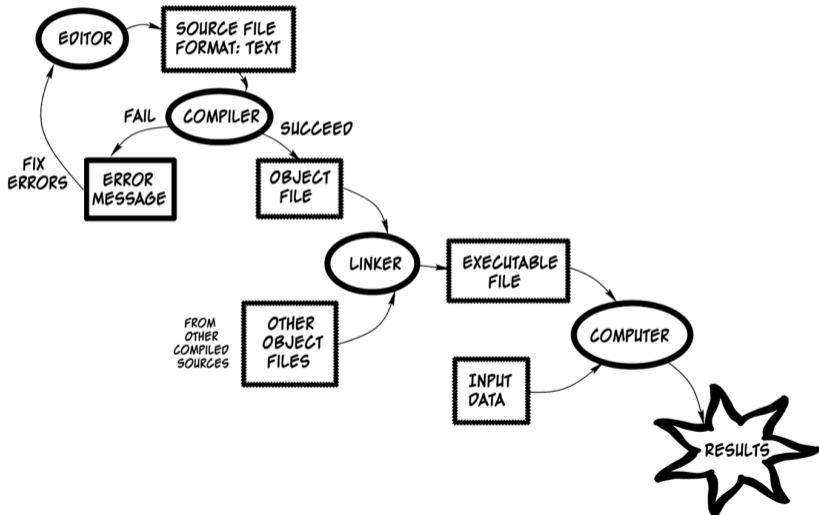 EDITOR
SOURCE FILE
FORMAT: TEXT
FAIL
COMPILER
SUCCEED
FIX
ERRORS
ERROR
MESSAGE
OBJECT
FILE
LINKER
EXECUTABLE
FILE
FROM
OTHER
COMPILED
SOURCES
OTHER
OBJECT
FILES
COMPUTER
INPUT
DATA
RESULTS